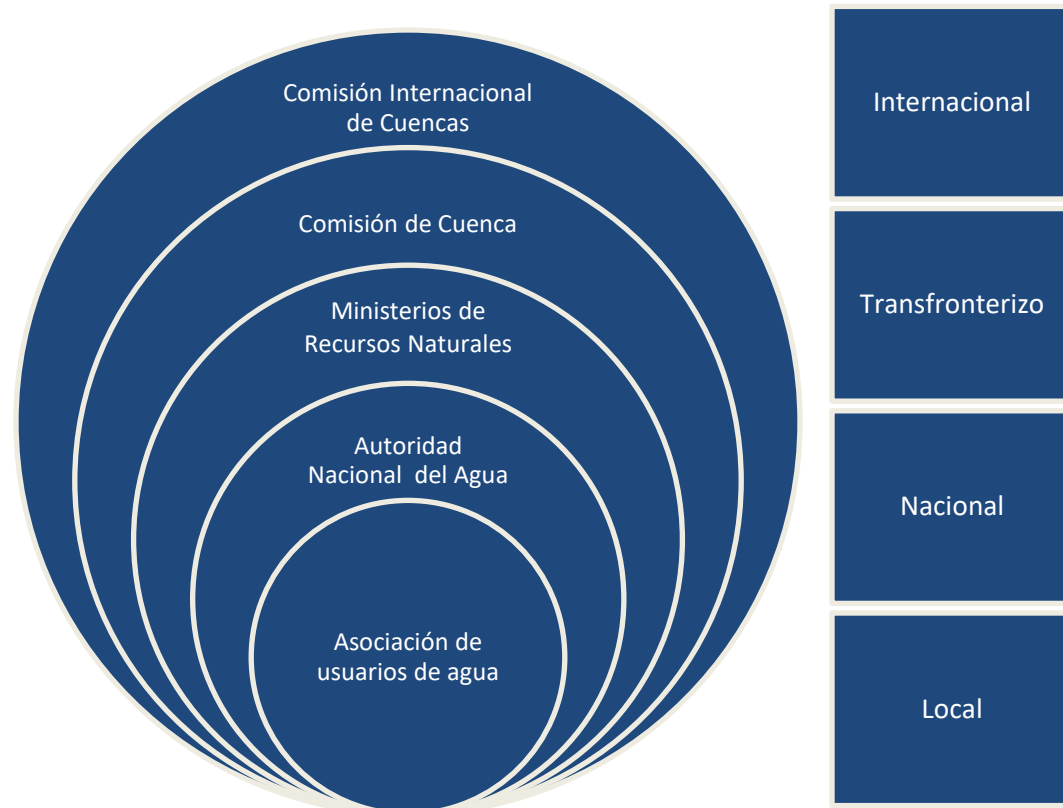 Comisión Internacional
de Cuencas
Comisión de Cuenca
Ministerios de
Recursos Naturales
Autoridad
Nacional del Agua
Asociación de
usuarios de agua
Internacional
Transfronterizo
Nacional
Local